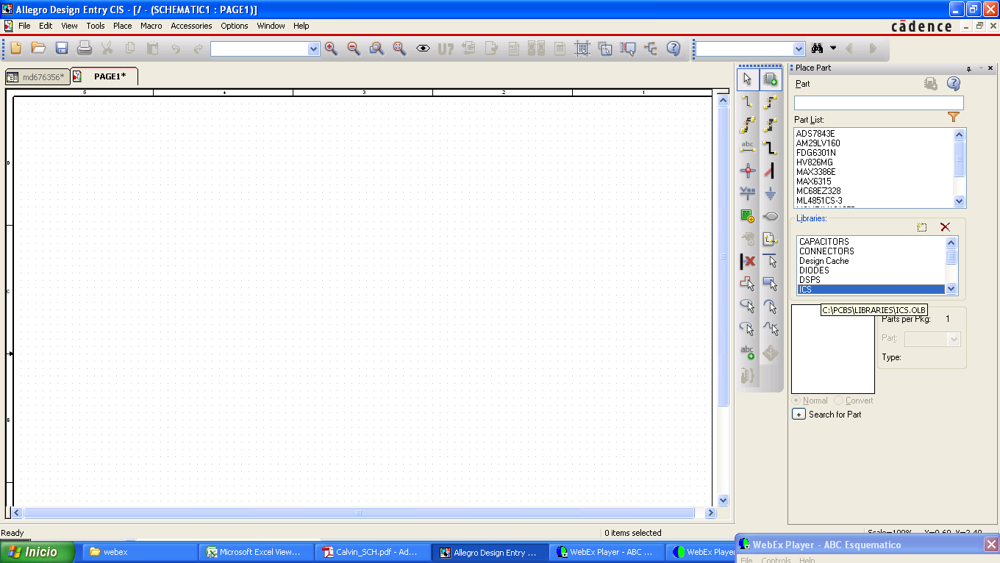 Allegro Design Entry CIS - [/ - (SCHEMATIC1 : PAGE1)]
File Edit View Tools Place Macro Accessories Options Window Help
cādence
U?
md676356* PAGE1*
Place Part
Part
5 4 3 2 1
Part List:
ADS7843E
AM29LV160
FDG6301N
HV826MG
MAX3386E
MAX6315
MC68EZ328
ML4851CS-3
abc
D
Libraries:
CAPACITORS
CONNECTORS
Design Cache
DIODES
DSPS
ICS
C
C:\PCBS\LIBRARIES\ICS.OLB
Parts per Pkg: 1
Part:
Type:
abc
Normal Convert
Search for Part
B
Ready 0 items selected Scale=100% X=0.60 Y=2.40
Inicio webex Microsoft Excel View... Calvin_SCH.pdf - Ad... Allegro Design Entry ... WebEx Player - ABC ... WebEx Player
WebEx Player - ABC Esquematico
File Controls Help